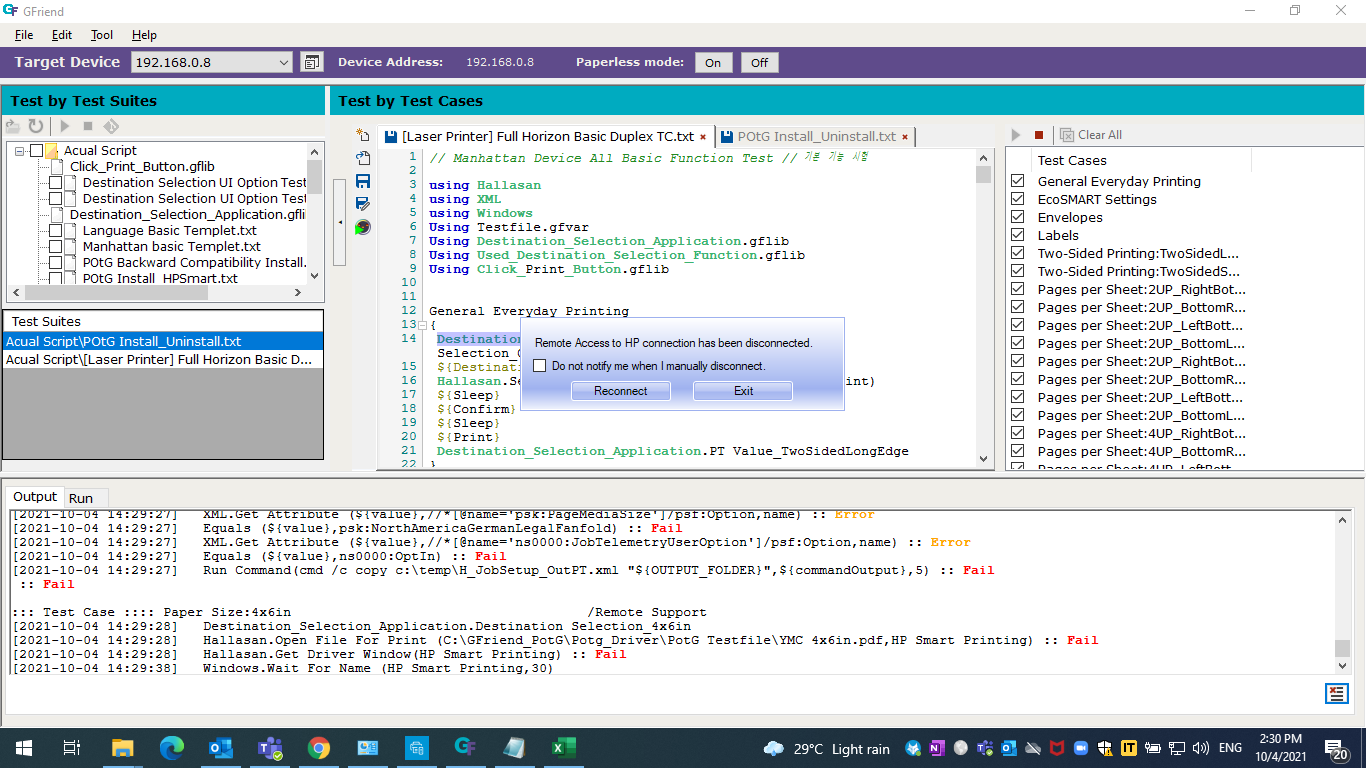 GFriend
File Edit Tool Help
Target Device 192.168.0.8 Device Address: 192.168.0.8 Paperless mode: On Off
Test by Test Suites
Test by Test Cases
Acual Script
Click_Print_Button.gflib
Destination Selection UI Option Test
Destination Selection UI Option Test
Destination_Selection_Application.gfli
Language Basic Templet.txt
Manhattan basic Templet.txt
POtG Backward Compatibility Install.
POtG Install_HPSmart.txt
Test Suites
Acual Script\POtG Install_Uninstall.txt
Acual Script\[Laser Printer] Full Horizon Basic D...
[Laser Printer] Full Horizon Basic Duplex TC.txt × POtG Install_Uninstall.txt ×
1 // Manhattan Device All Basic Function Test // 기본 기능 시험
2
3 using Hallasan
4 using XML
5 using Windows
6 Using Testfile.gfvar
7 Using Destination_Selection_Application.gflib
8 Using Used_Destination_Selection_Function.gflib
9 Using Click_Print_Button.gflib
10
11
12 General Everyday Printing
13 {
14 Destination
Selection_
15 ${Destinati
16 Hallasan.Se int)
17 ${Sleep}
18 ${Confirm}
19 ${Sleep}
20 ${Print}
21 Destination_Selection_Application.PT Value_TwoSidedLongEdge
22 }
Remote Access to HP connection has been disconnected.
Do not notify me when I manually disconnect.
Reconnect Exit
Clear All
Test Cases
General Everyday Printing
EcoSMART Settings
Envelopes
Labels
Two-Sided Printing:TwoSidedL...
Two-Sided Printing:TwoSidedS...
Pages per Sheet:2UP_RightBot...
Pages per Sheet:2UP_BottomR...
Pages per Sheet:2UP_LeftBott...
Pages per Sheet:2UP_BottomL...
Pages per Sheet:2UP_RightBot...
Pages per Sheet:2UP_BottomR...
Pages per Sheet:2UP_LeftBott...
Pages per Sheet:2UP_BottomL...
Pages per Sheet:4UP_RightBot...
Pages per Sheet:4UP_BottomR...
Pages per Sheet:4UP_LeftBott
Output Run
[2021-10-04 14:29:27] XML.Get Attribute (${value},//*[@name='psk:PageMediaSize']/psf:Option,name) :: Error
[2021-10-04 14:29:27] Equals (${value},psk:NorthAmericaGermanLegalFanfold) :: Fail
[2021-10-04 14:29:27] XML.Get Attribute (${value},//*[@name='ns0000:JobTelemetryUserOption']/psf:Option,name) :: Error
[2021-10-04 14:29:27] Equals (${value},ns0000:OptIn) :: Fail
[2021-10-04 14:29:27] Run Command(cmd /c copy c:\temp\H_JobSetup_OutPT.xml "${OUTPUT_FOLDER}",${commandOutput},5) :: Fail
:: Fail
::: Test Case :::: Paper Size:4x6in /Remote Support
[2021-10-04 14:29:28] Destination_Selection_Application.Destination Selection_4x6in
[2021-10-04 14:29:28] Hallasan.Open File For Print (C:\GFriend_PotG\Potg_Driver\PotG Testfile\YMC 4x6in.pdf,HP Smart Printing) :: Fail
[2021-10-04 14:29:28] Hallasan.Get Driver Window(HP Smart Printing) :: Fail
[2021-10-04 14:29:38] Windows.Wait For Name (HP Smart Printing,30)
29°C Light rain ENG 2:30 PM
10/4/2021
20